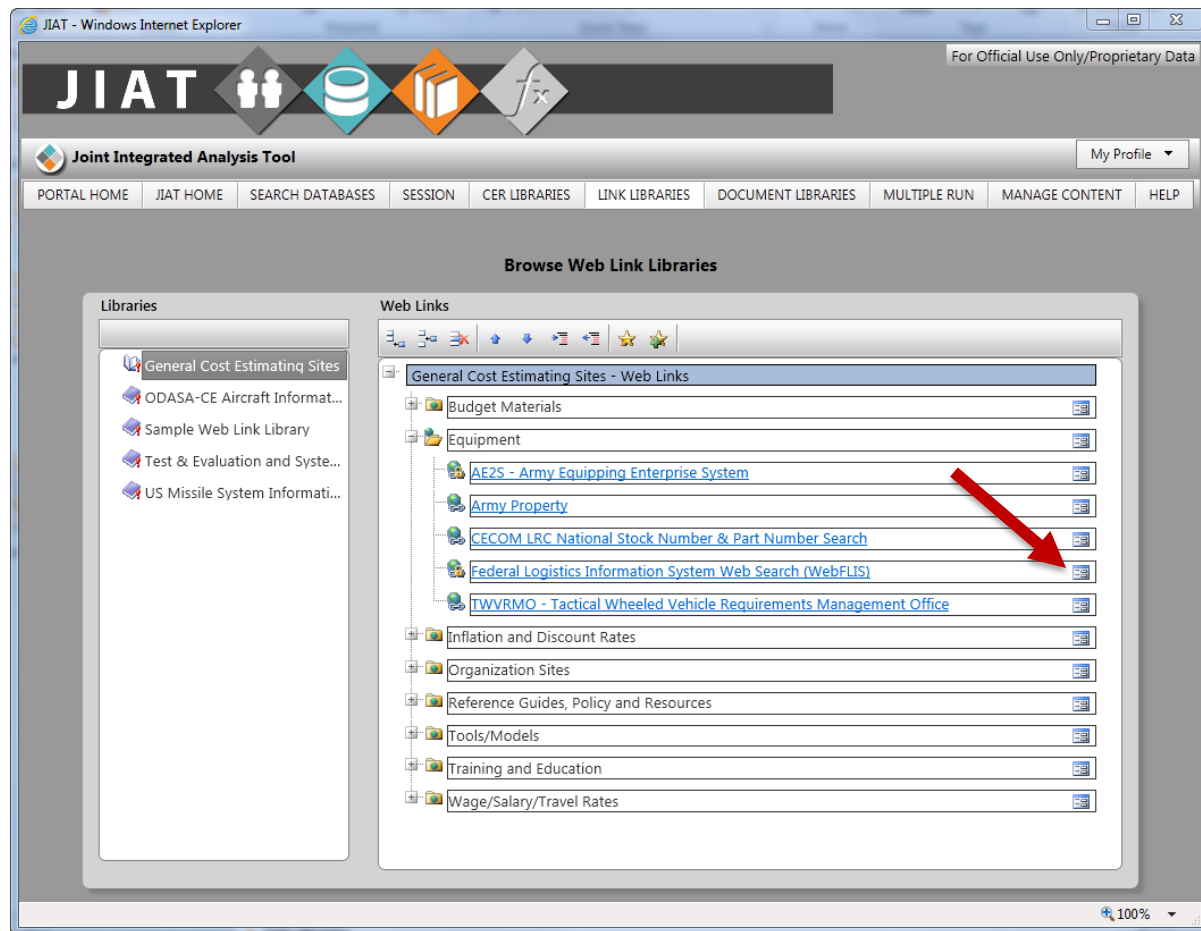 JIAT - Windows Internet Explorer
For Official Use Only/Proprietary Data
JIAT
fx
Joint Integrated Analysis Tool
My Profile
PORTAL HOME JIAT HOME SEARCH DATABASES SESSION CER LIBRARIES LINK LIBRARIES DOCUMENT LIBRARIES MULTIPLE RUN MANAGE CONTENT HELP
Browse Web Link Libraries
Libraries
General Cost Estimating Sites
ODASA-CE Aircraft Informat...
Sample Web Link Library
Test & Evaluation and Syste...
US Missile System Informati...
Web Links
General Cost Estimating Sites - Web Links
Budget Materials
Equipment
AE2S - Army Equipping Enterprise System
Army Property
CECOM LRC National Stock Number & Part Number Search
Federal Logistics Information System Web Search (WebFLIS)
TWVRMO - Tactical Wheeled Vehicle Requirements Management Office
Inflation and Discount Rates
Organization Sites
Reference Guides, Policy and Resources
Tools/Models
Training and Education
Wage/Salary/Travel Rates
100%